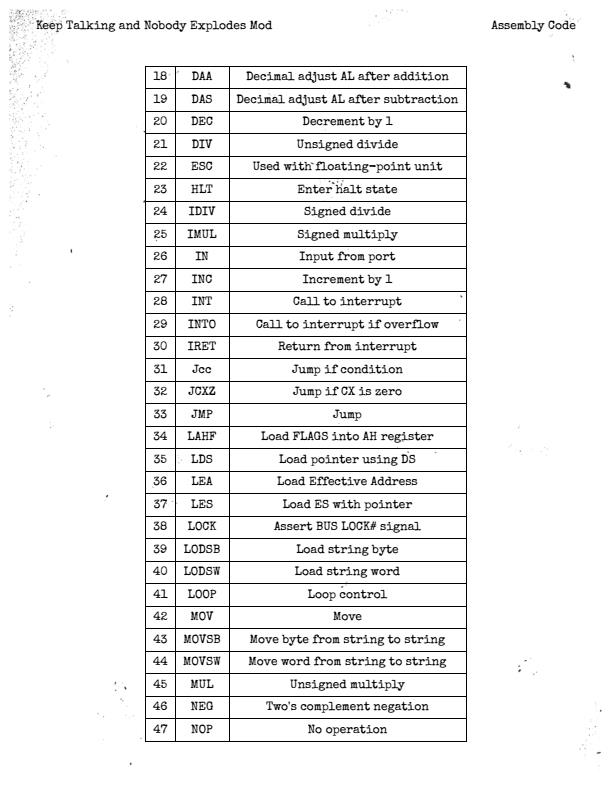 Keep Talking and Nobody Explodes Mod Assembly Code
18 DAA Decimal adjust AL after addition
19 DAS Decimal adjust AL after subtraction
20 DEC Decrement by 1
21 DIV Unsigned divide
22 ESC Used with floating-point unit
23 HLT Enter halt state
24 IDIV Signed divide
25 IMUL Signed multiply
26 IN Input from port
27 INC Increment by 1
28 INT Call to interrupt
29 INTO Call to interrupt if overflow
30 IRET Return from interrupt
31 Jcc Jump if condition
32 JCXZ Jump if CX is zero
33 JMP Jump
34 LAHF Load FLAGS into AH register
35 LDS Load pointer using DS
36 LEA Load Effective Address
37 LES Load ES with pointer
38 LOCK Assert BUS LOCK# signal
39 LODSB Load string byte
40 LODSW Load string word
41 LOOP Loop control
42 MOV Move
43 MOVSB Move byte from string to string
44 MOVSW Move word from string to string
45 MUL Unsigned multiply
46 NEG Two's complement negation
47 NOP No operation